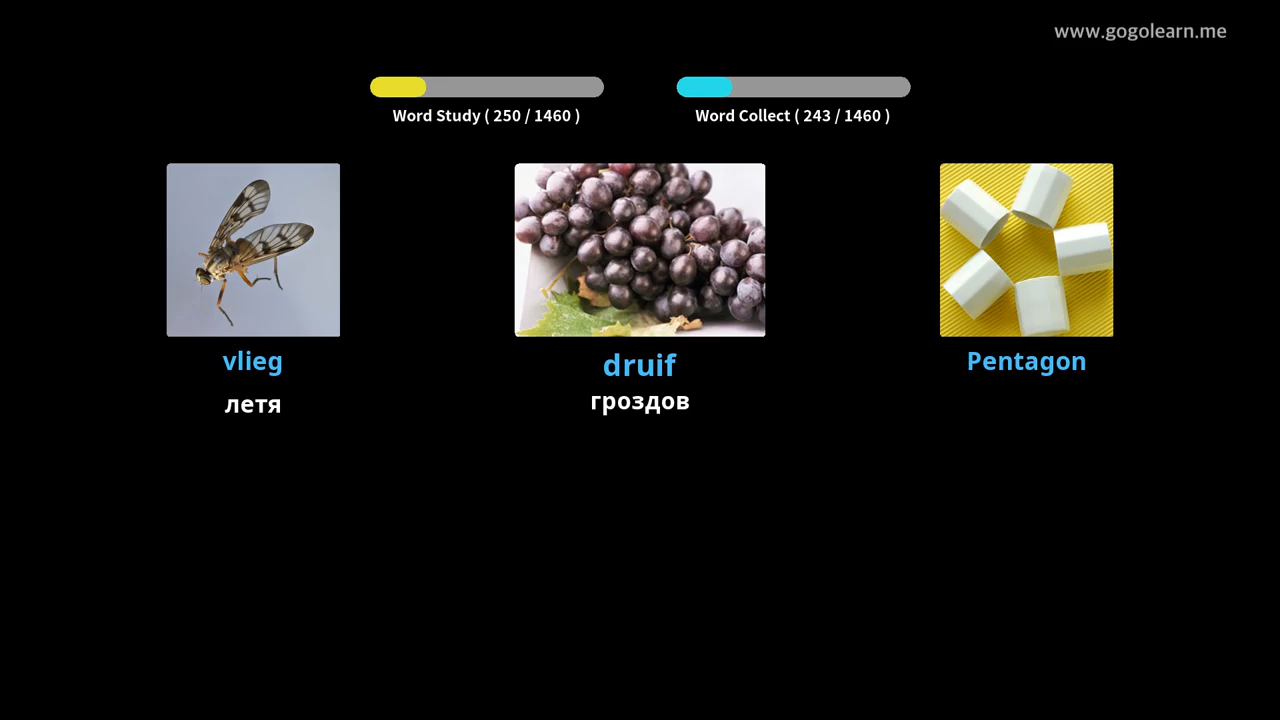 www.gogolearn.me
Word Study ( 250 / 1460 )
Word Collect ( 243 / 1460 )
vlieg
druif
Pentagon
летя
гроздов